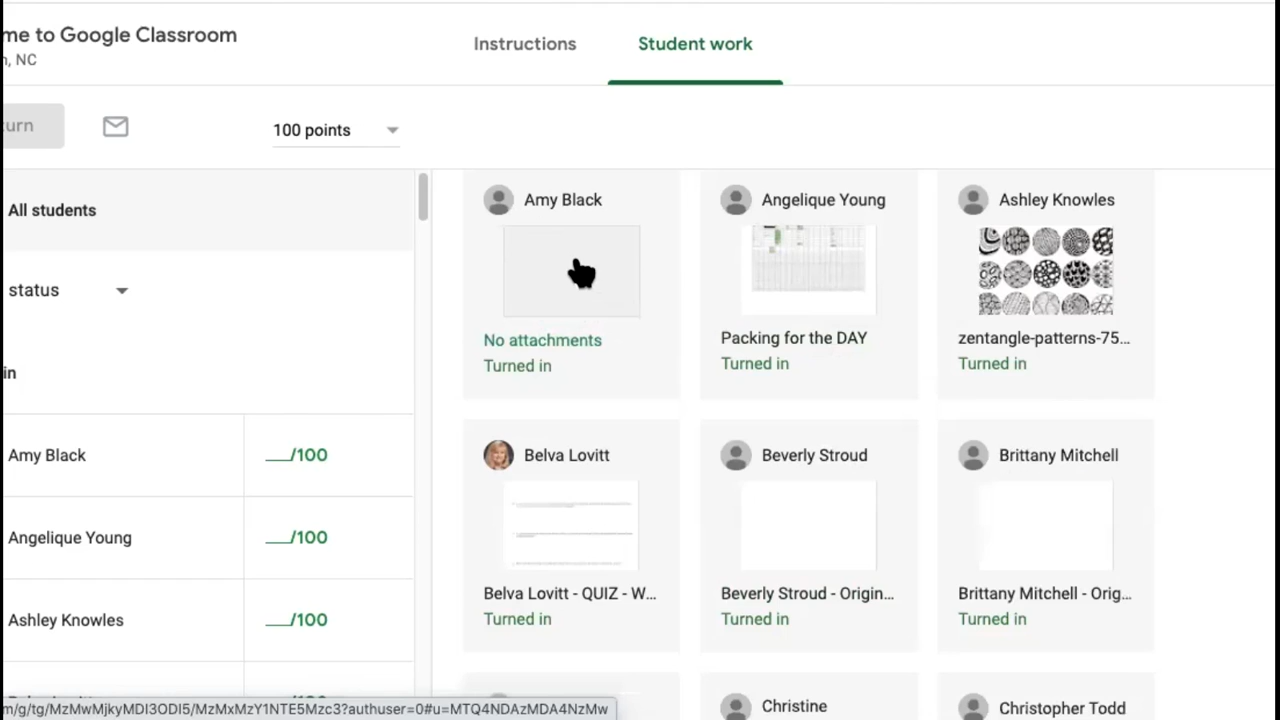 me to Google Classroom
n, NC
Instructions
Student work
turn
100 points
All students
status
in
Amy Black
___/100
Angelique Young
___/100
Ashley Knowles
___/100
Amy Black
No attachments
Turned in
Angelique Young
Packing for the DAY
Turned in
Ashley Knowles
zentangle-patterns-75...
Turned in
Belva Lovitt
Belva Lovitt - QUIZ - W...
Turned in
Beverly Stroud
Beverly Stroud - Origin...
Turned in
Brittany Mitchell
Brittany Mitchell - Orig...
Turned in
Christine
Christopher Todd
m/g/tg/MzMwMjkyMDI3ODI5/MzMxMzY1NTE5Mzc3?authuser=0#u=MTQ4NDAzMDA4NzMw